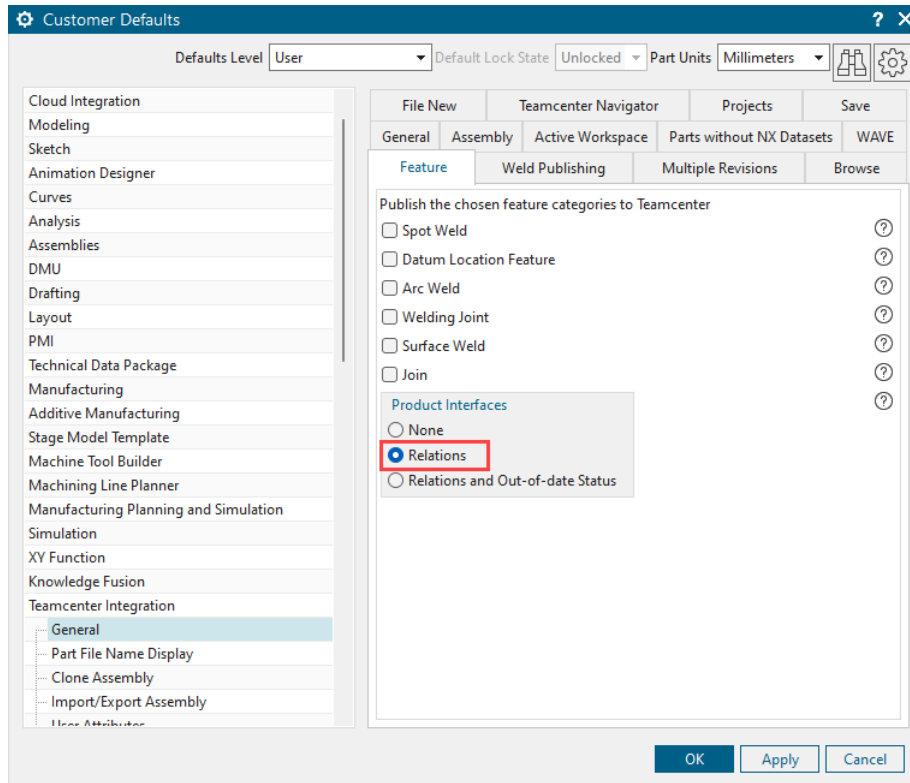 Customer Defaults
?
Defaults Level User Default Lock State Unlocked Part Units Millimeters
Cloud Integration
Modeling
Sketch
Animation Designer
Curves
Analysis
Assemblies
DMU
Drafting
Layout
PMI
Technical Data Package
Manufacturing
Additive Manufacturing
Stage Model Template
Machine Tool Builder
Machining Line Planner
Manufacturing Planning and Simulation
Simulation
XY Function
Knowledge Fusion
Teamcenter Integration
General
Part File Name Display
Clone Assembly
Import/Export Assembly
User Attributes
File New Teamcenter Navigator Projects Save
General Assembly Active Workspace Parts without NX Datasets WAVE
Feature Weld Publishing Multiple Revisions Browse
Publish the chosen feature categories to Teamcenter
Spot Weld ?
Datum Location Feature ?
Arc Weld ?
Welding Joint ?
Surface Weld ?
Join ?
Product Interfaces ?
None
Relations
Relations and Out-of-date Status
OK Apply Cancel